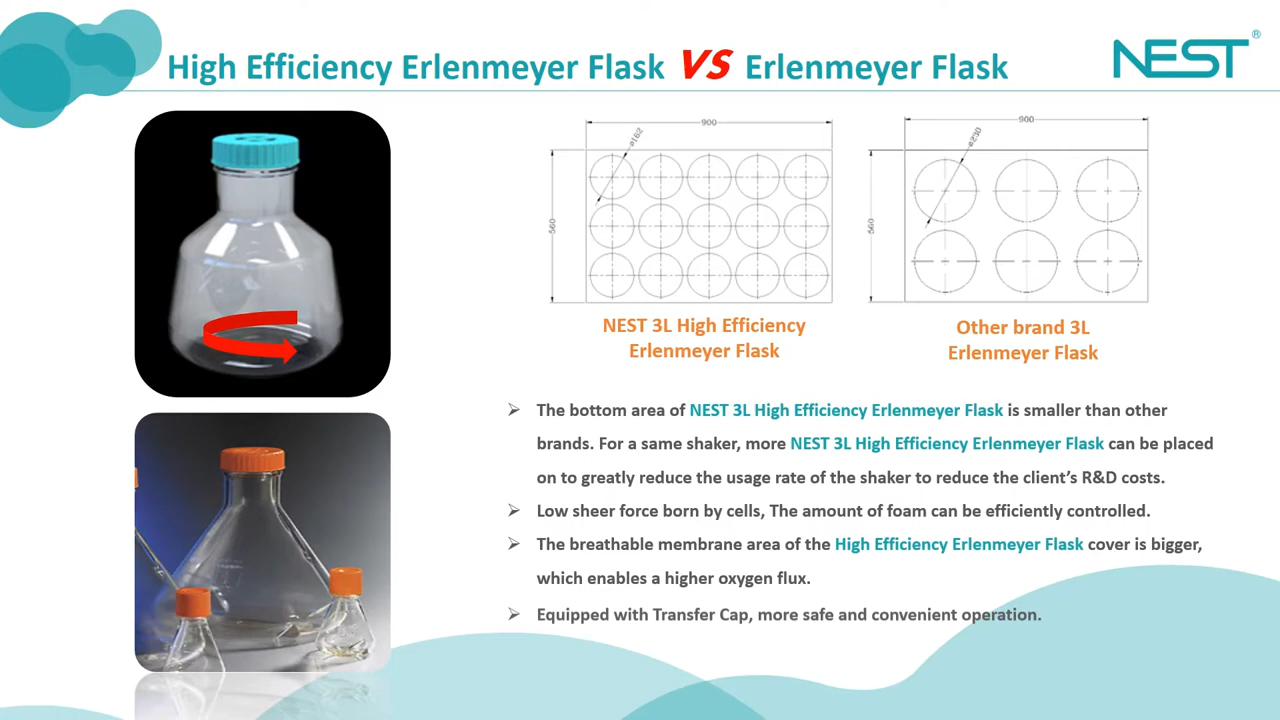 High Efficiency Erlenmeyer Flask VS Erlenmeyer Flask
NEST®
900
ø162
560
900
ø230
560
NEST 3L High Efficiency
Erlenmeyer Flask
Other brand 3L
Erlenmeyer Flask
➢ The bottom area of NEST 3L High Efficiency Erlenmeyer Flask is smaller than other
brands. For a same shaker, more NEST 3L High Efficiency Erlenmeyer Flask can be placed
on to greatly reduce the usage rate of the shaker to reduce the client's R&D costs.
➢ Low sheer force born by cells, The amount of foam can be efficiently controlled.
➢ The breathable membrane area of the High Efficiency Erlenmeyer Flask cover is bigger,
which enables a higher oxygen flux.
➢ Equipped with Transfer Cap, more safe and convenient operation.